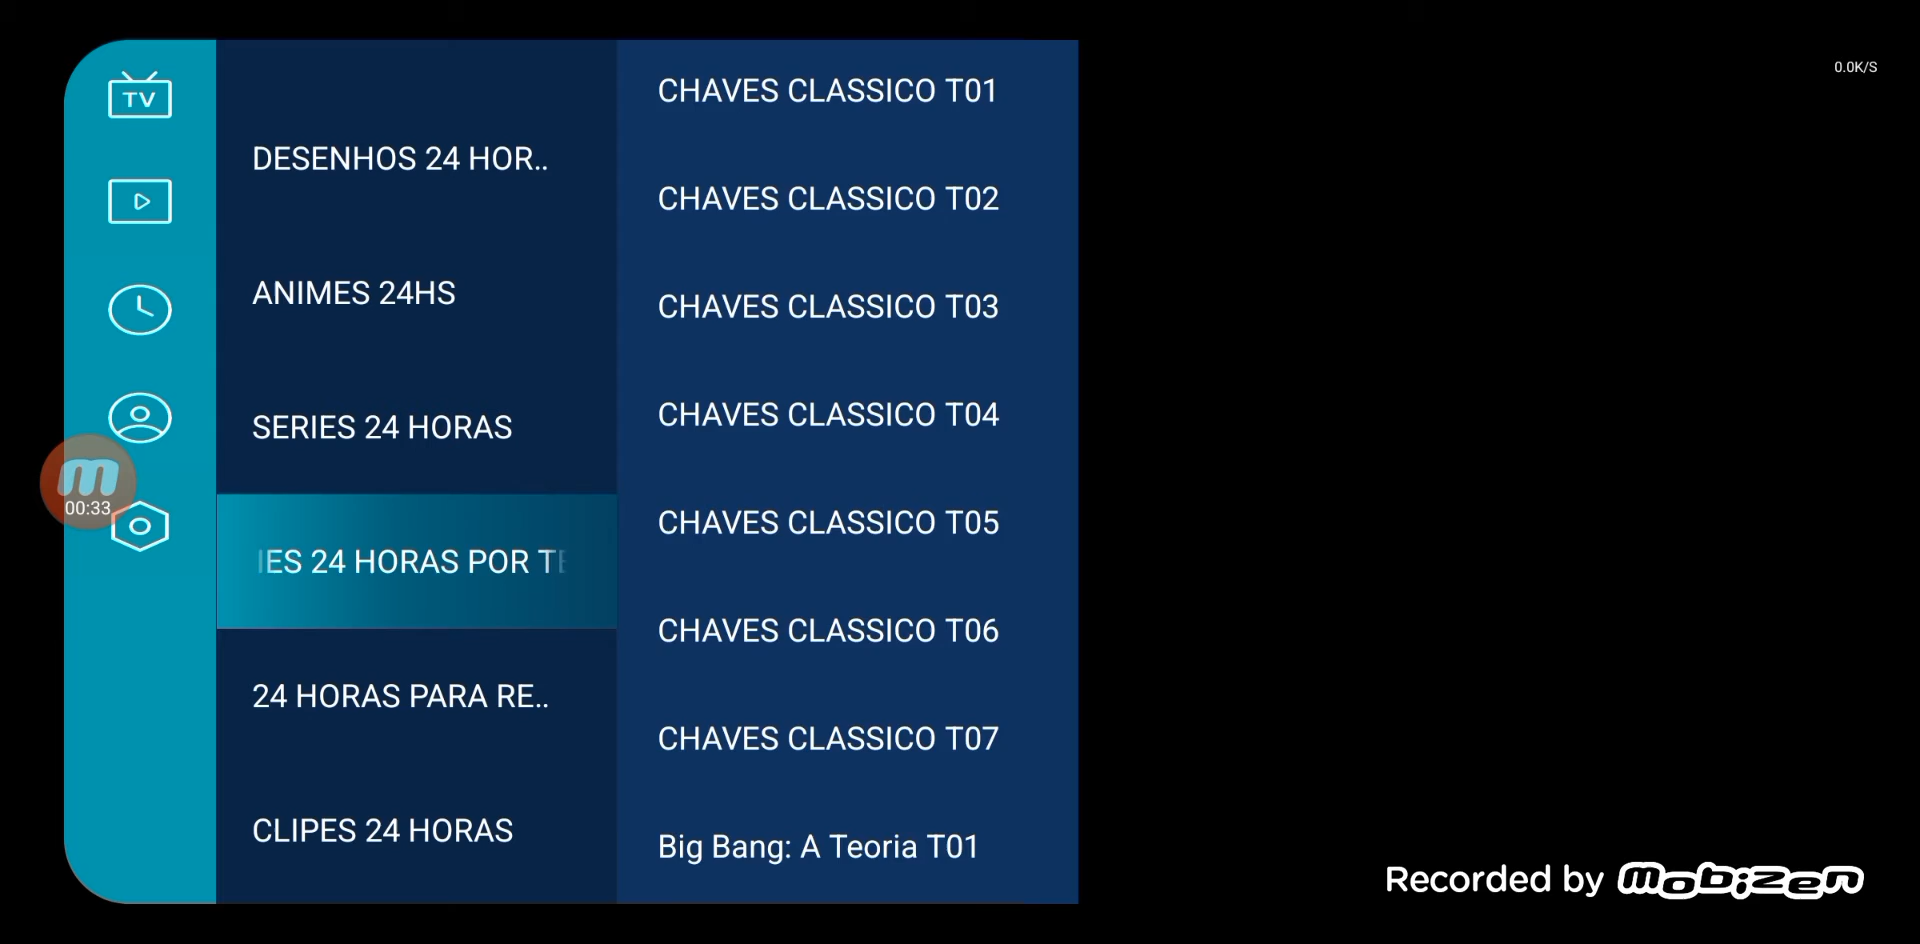 TV
00:33
DESENHOS 24 HOR..
ANIMES 24HS
SERIES 24 HORAS
IES 24 HORAS POR TE
24 HORAS PARA RE..
CLIPES 24 HORAS
CHAVES CLASSICO T01
CHAVES CLASSICO T02
CHAVES CLASSICO T03
CHAVES CLASSICO T04
CHAVES CLASSICO T05
CHAVES CLASSICO T06
CHAVES CLASSICO T07
Big Bang: A Teoria T01
0.0K/S
Recorded by Mobizen